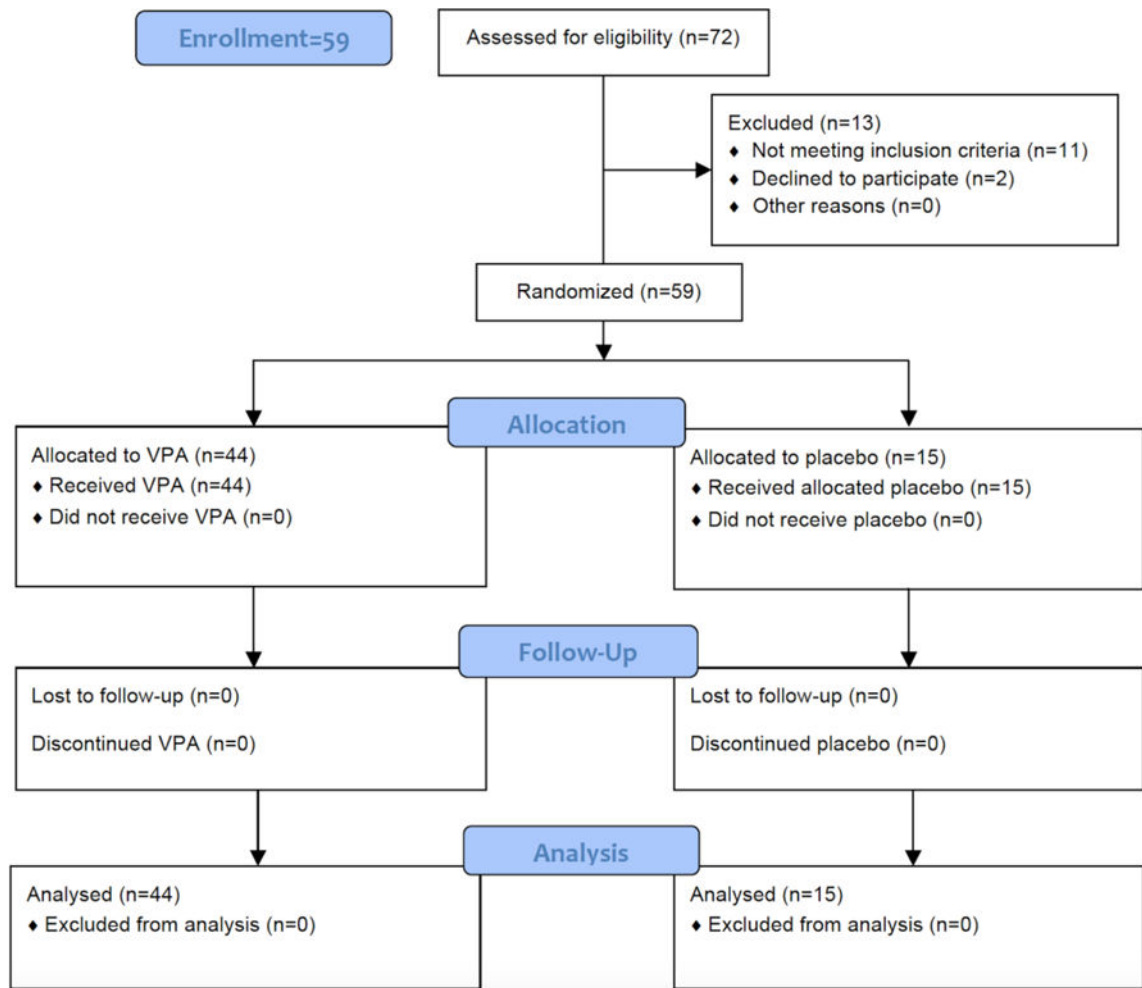 Enrollment=59
Assessed for eligibility (n=72)
Excluded (n=13)
♦ Not meeting inclusion criteria (n=11)
♦ Declined to participate (n=2)
♦ Other reasons (n=0)
Randomized (n=59)
Allocation
Allocated to VPA (n=44)
♦ Received VPA (n=44)
♦ Did not receive VPA (n=0)
Allocated to placebo (n=15)
♦ Received allocated placebo (n=15)
♦ Did not receive placebo (n=0)
Follow-Up
Lost to follow-up (n=0)
Discontinued VPA (n=0)
Lost to follow-up (n=0)
Discontinued placebo (n=0)
Analysis
Analysed (n=44)
♦ Excluded from analysis (n=0)
Analysed (n=15)
♦ Excluded from analysis (n=0)